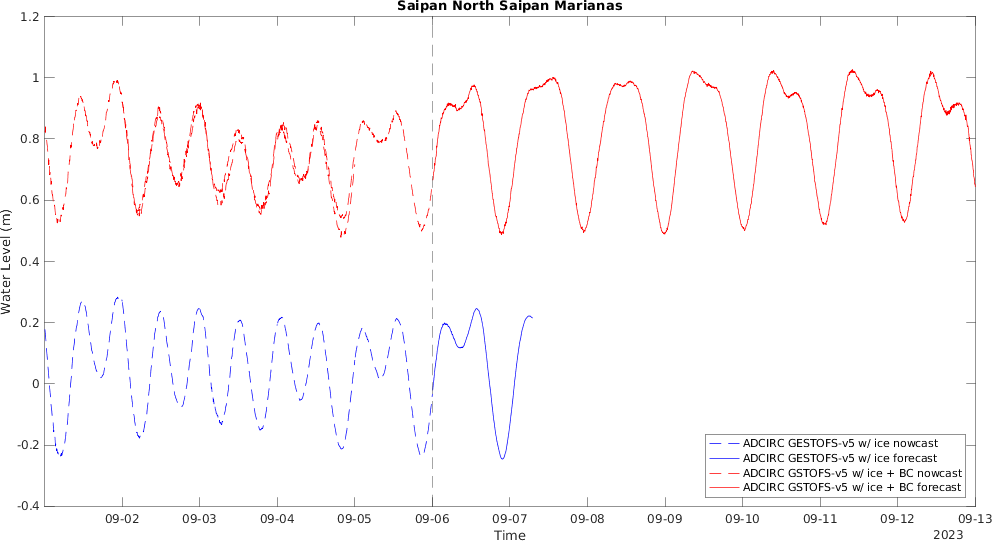 Saipan North Saipan Marianas
1.2
1
0.8
0.6
0.4
0.2
0
-0.2
-0.4
Water Level (m)
ADCIRC GESTOFS-v5 w/ ice nowcast
ADCIRC GESTOFS-v5 w/ ice forecast
ADCIRC GSTOFS-v5 w/ ice + BC nowcast
ADCIRC GSTOFS-v5 w/ ice + BC forecast
09-02 09-03 09-04 09-05 09-06 09-07 09-08 09-09 09-10 09-11 09-12 09-13
Time
2023